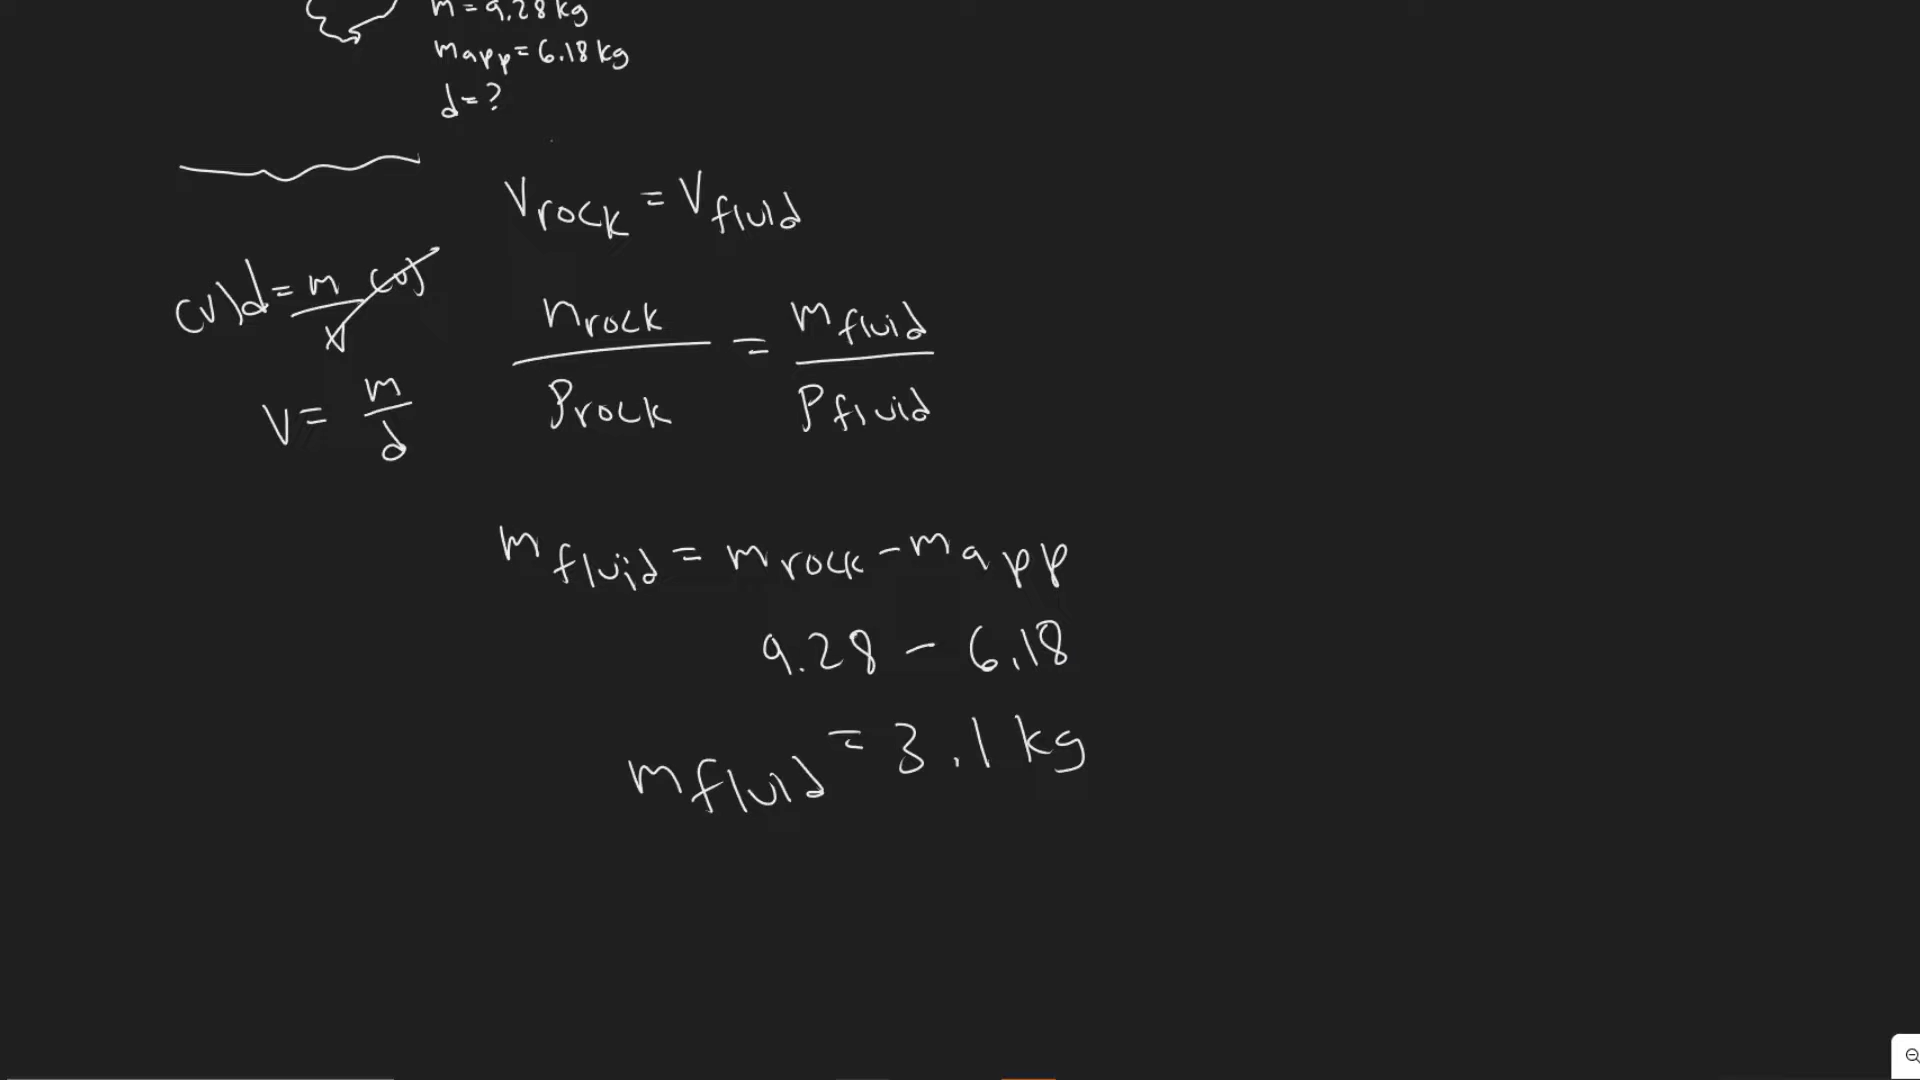 m = 9.28 kg
mapp = 6.18 kg
d = ?
Vrock = Vfluid
(v)d = m (v)
v
mrock = mfluid
ρrock ρfluid
V = m
d
mfluid = mrock - mapp
9.28 - 6.18
mfluid = 3.1 kg